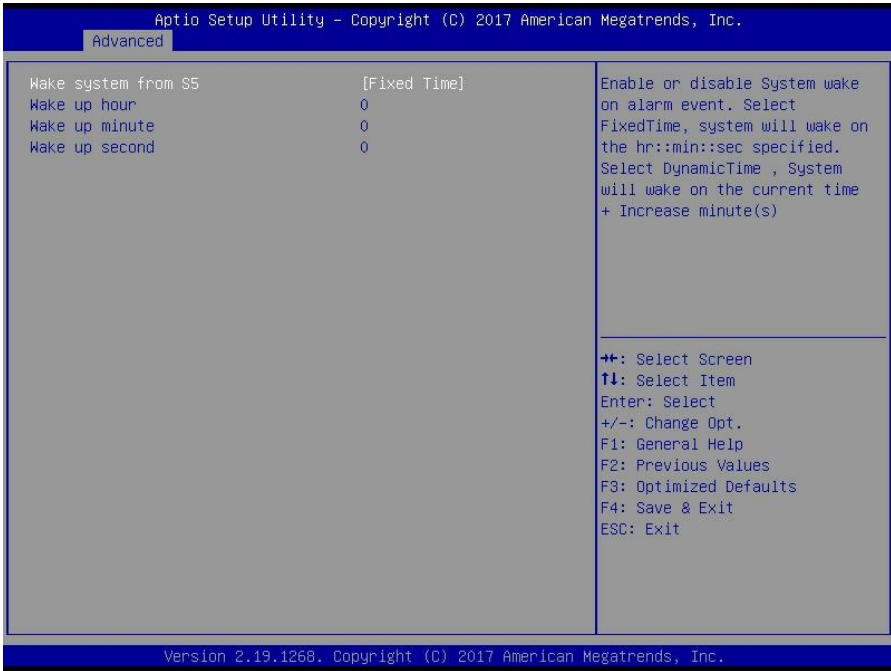 Aptio Setup Utility - Copyright (C) 2017 American Megatrends, Inc.
Advanced
Wake system from S5 [Fixed Time]
Wake up hour 0
Wake up minute 0
Wake up second 0
Enable or disable System wake
on alarm event. Select
FixedTime, system will wake on
the hr::min::sec specified.
Select DynamicTime , System
will wake on the current time
+ Increase minute(s)
→←: Select Screen
↑↓: Select Item
Enter: Select
+/-: Change Opt.
F1: General Help
F2: Previous Values
F3: Optimized Defaults
F4: Save & Exit
ESC: Exit
Version 2.19.1268. Copyright (C) 2017 American Megatrends, Inc.